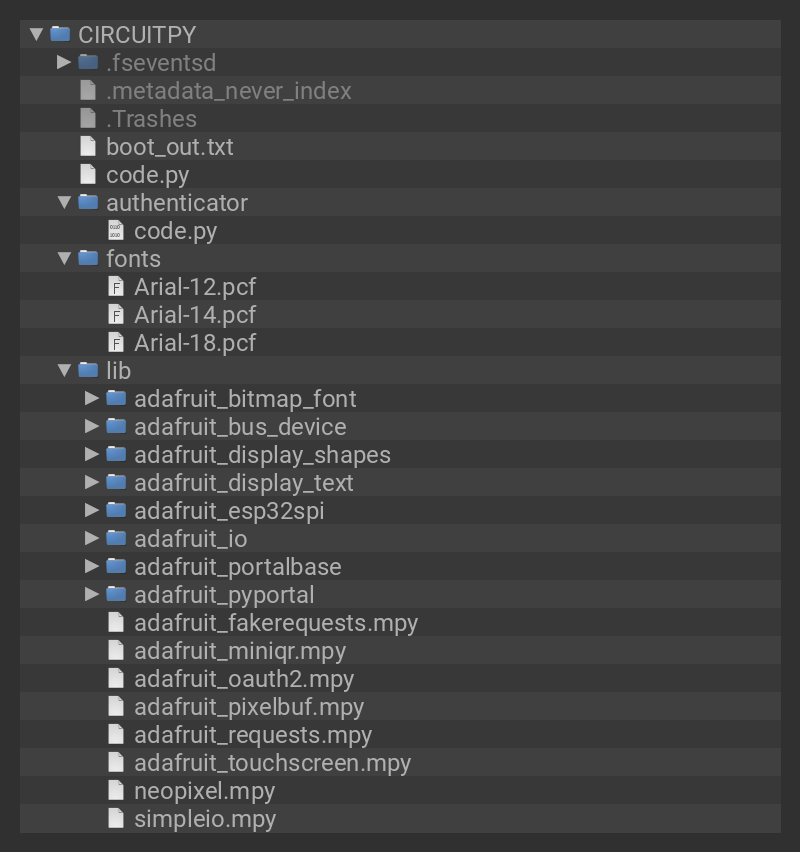 CIRCUITPY
.fseventsd
.metadata_never_index
.Trashes
boot_out.txt
code.py
authenticator
code.py
fonts
Arial-12.pcf
Arial-14.pcf
Arial-18.pcf
lib
adafruit_bitmap_font
adafruit_bus_device
adafruit_display_shapes
adafruit_display_text
adafruit_esp32spi
adafruit_io
adafruit_portalbase
adafruit_pyportal
adafruit_fakerequests.mpy
adafruit_miniqr.mpy
adafruit_oauth2.mpy
adafruit_pixelbuf.mpy
adafruit_requests.mpy
adafruit_touchscreen.mpy
neopixel.mpy
simpleio.mpy